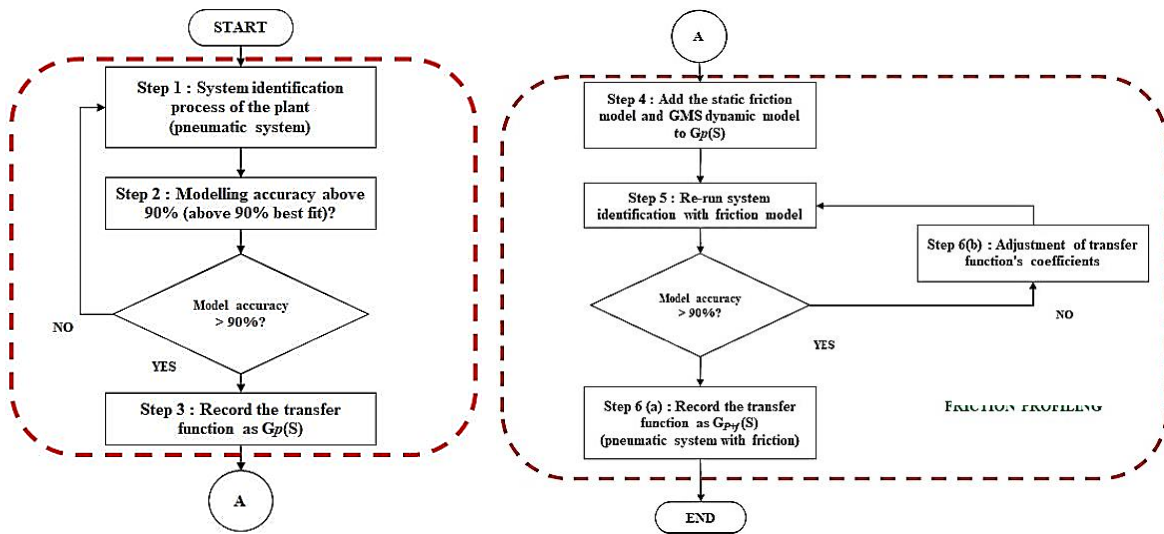 START
Step 1 : System identification
process of the plant
(pneumatic system)
Step 2 : Modelling accuracy above
90% (above 90% best fit)?
Model accuracy
> 90%?
NO
YES
Step 3 : Record the transfer
function as Gp(S)
A
A
Step 4 : Add the static friction
model and GMS dynamic model
to Gp(S)
Step 5 : Re-run system
identification with friction model
Step 6(b) : Adjustment of transfer
function's coefficients
Model accuracy
> 90%?
NO
YES
Step 6 (a) : Record the transfer
function as GP+f(S)
(pneumatic system with friction)
FRICTION PROFILING
END